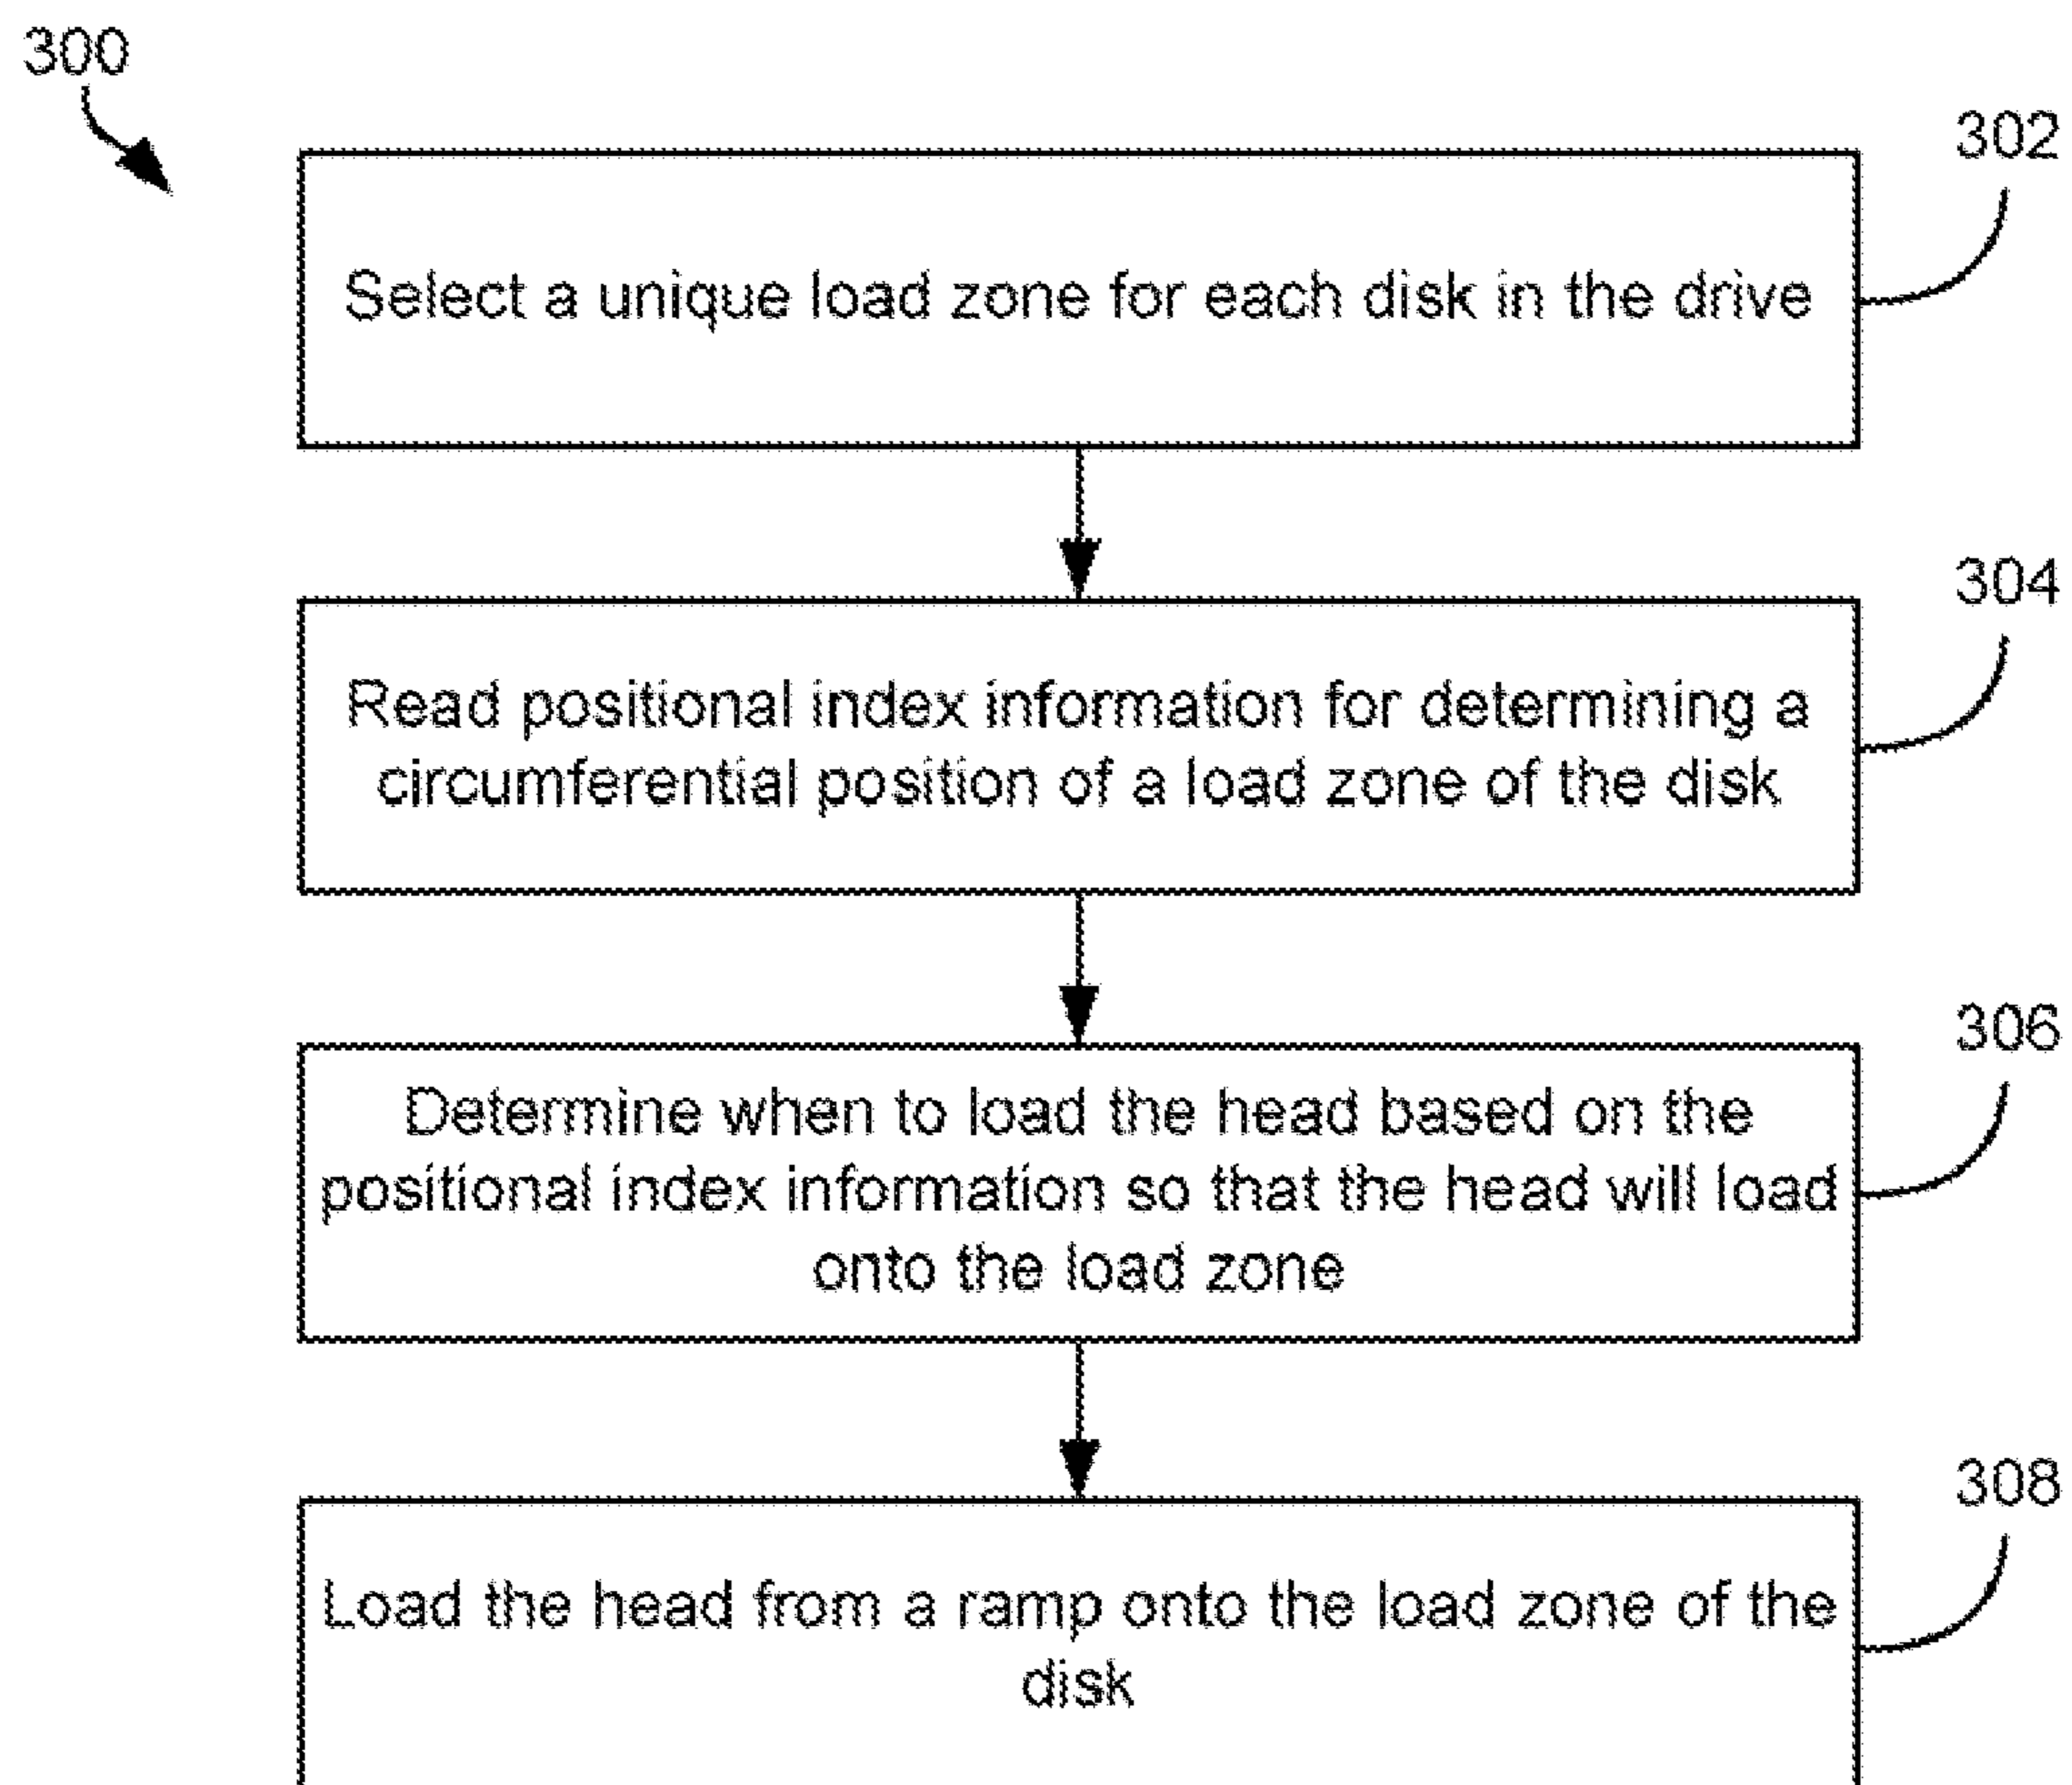 300
302
Select a unique load zone for each disk in the drive
304
Read positional index information for determining a
circumferential position of a load zone of the disk
306
Determine when to load the head based on the
positional index information so that the head will load
onto the load zone
308
Load the head from a ramp onto the load zone of the
disk